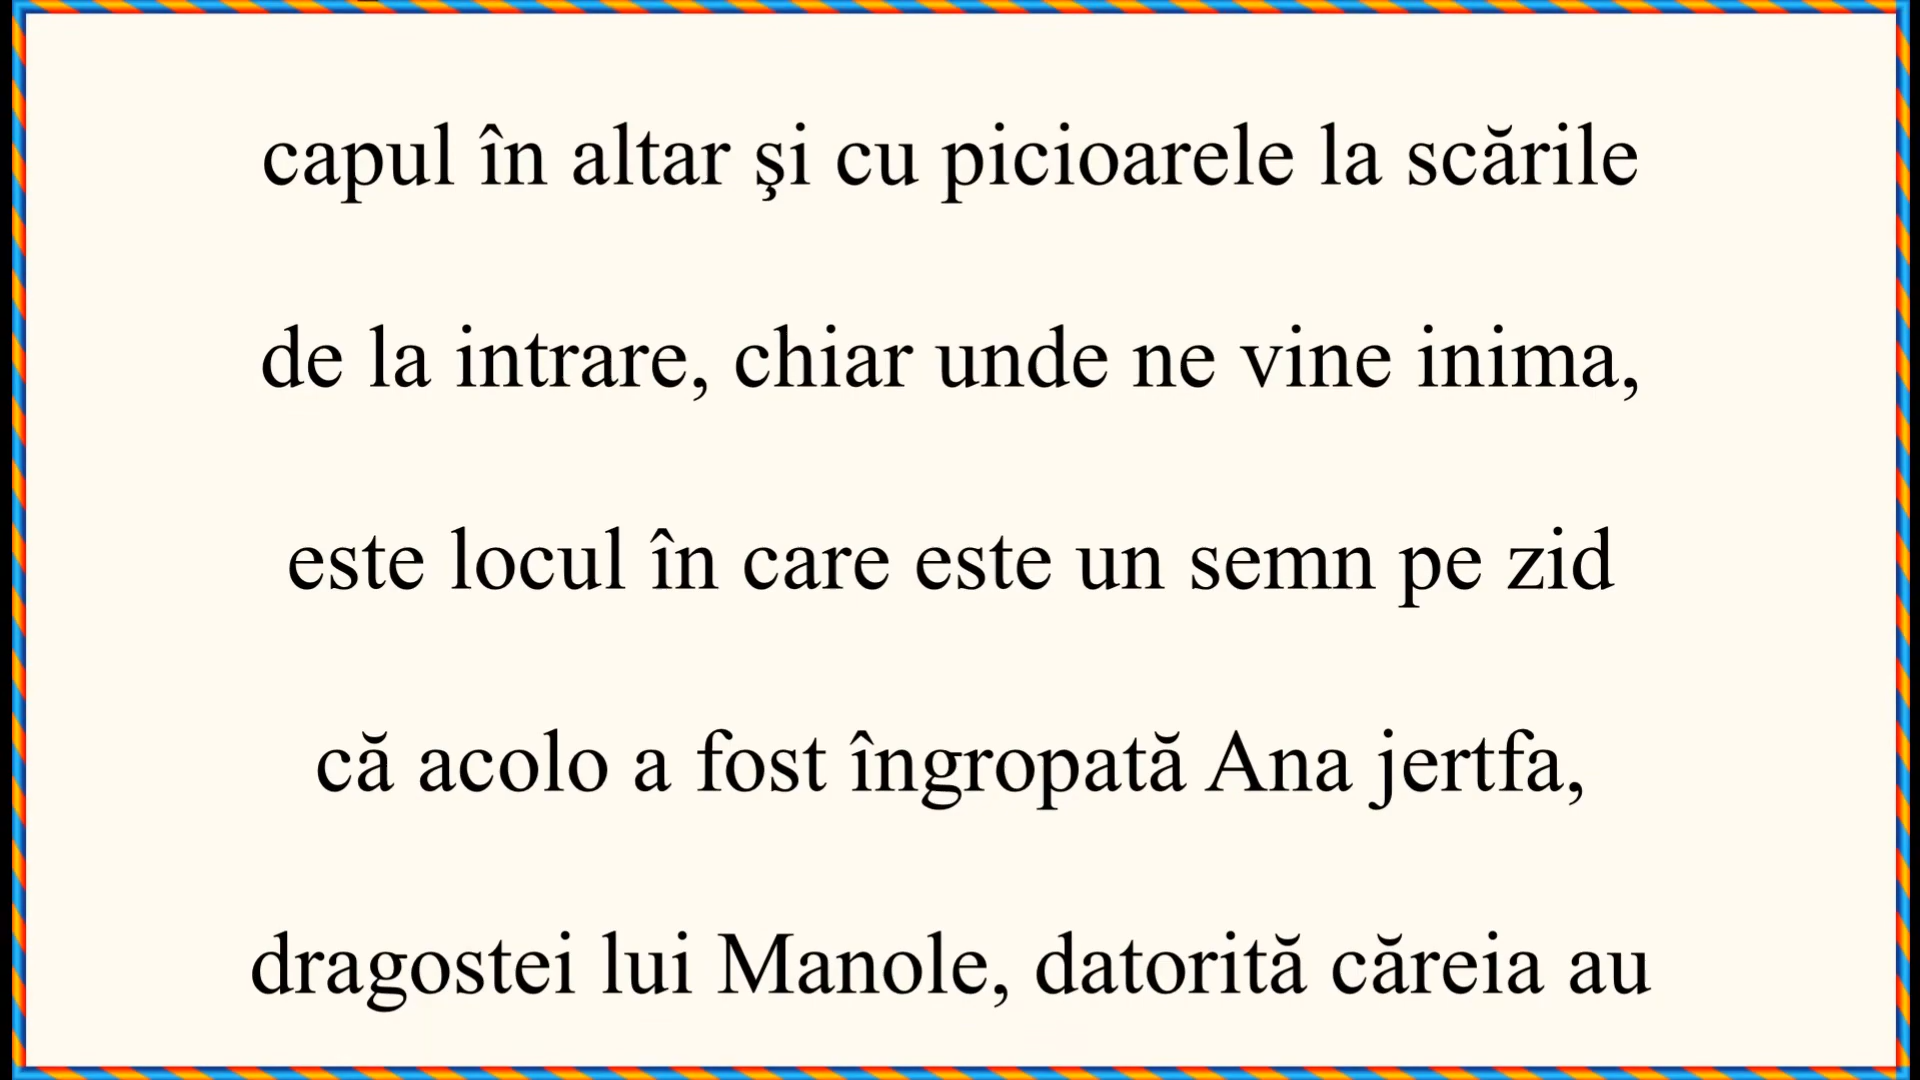 capul în altar şi cu picioarele la scările
de la intrare, chiar unde ne vine inima,
este locul în care este un semn pe zid
că acolo a fost îngropată Ana jertfa,
dragostei lui Manole, datorită căreia au